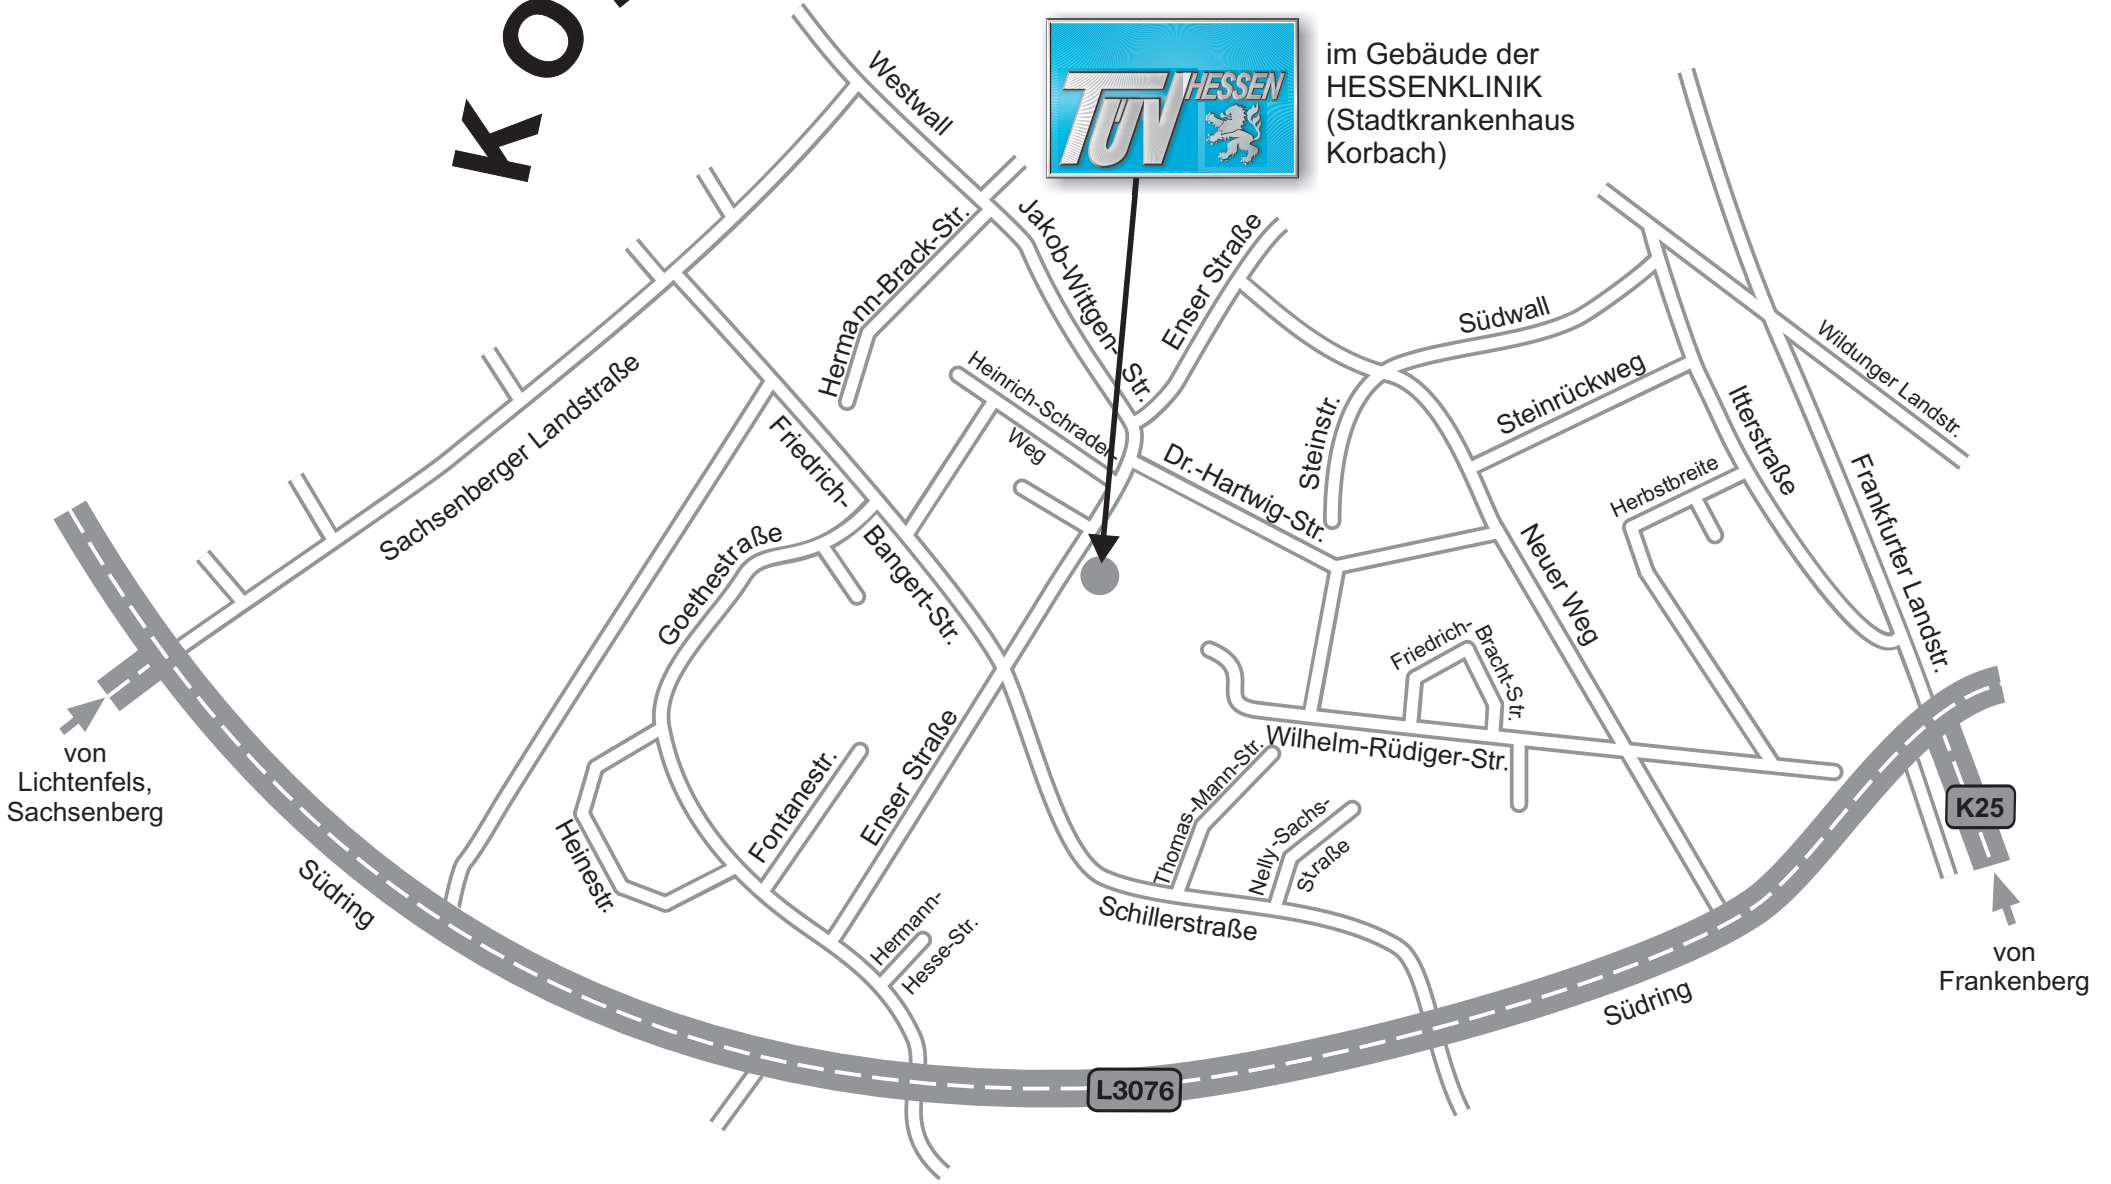 KO
Westwall
TÜV HESSEN
im Gebäude der
HESSENKLINIK
(Stadtkrankenhaus
Korbach)
Hermann-Brack-Str.
Jakob-Wittgen-
Str.
Enser Straße
Südwall
Wildunger Landstr.
Sachsenberger Landstraße
Heinrich-Schrader-
Weg
Steinstr.
Steinrückweg
Itterstraße
Friedrich-
Bangert-Str.
Dr.-Hartwig-Str.
Herbstbreite
Frankfurter Landstr.
Goethestraße
Neuer Weg
Friedrich-
Bracht-Str.
von
Lichtenfels,
Sachsenberg
Wilhelm-Rüdiger-Str.
Fontanestr.
Enser Straße
Thomas-Mann-Str.
Nelly-Sachs-
Straße
K25
Heinestr.
Südring
Hermann-
Hesse-Str.
Schillerstraße
von
Frankenberg
Südring
L3076